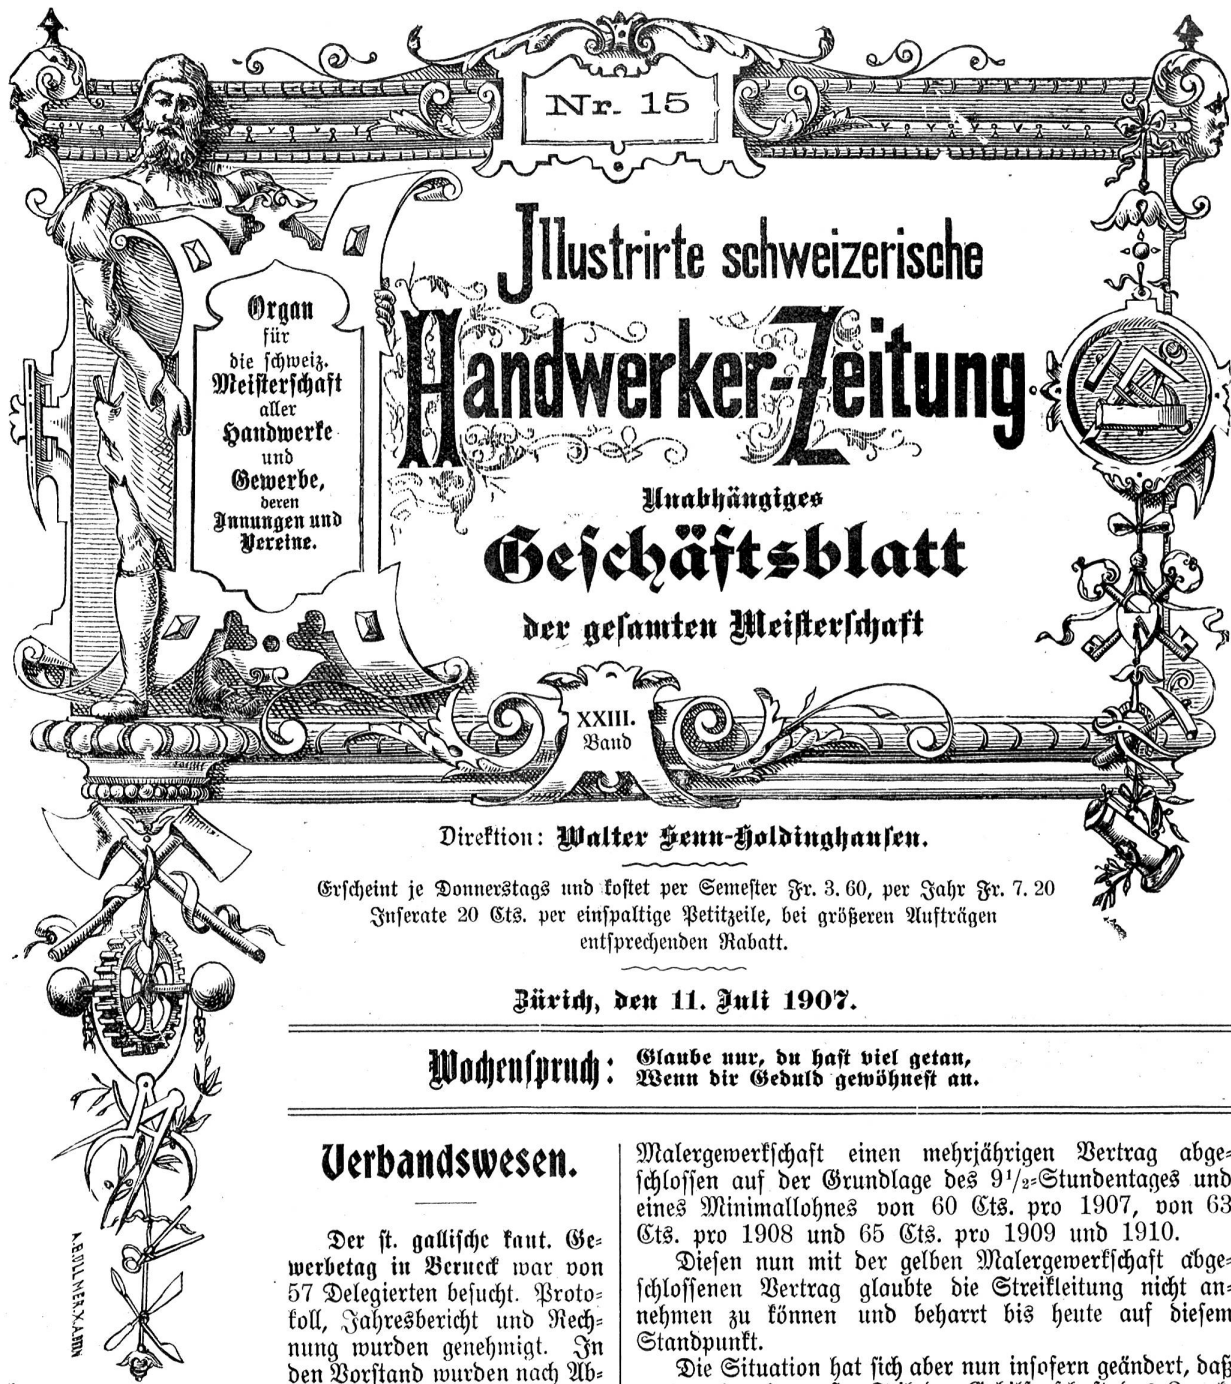 Nr. 15
Jllustrirte schweizerische
Handwerker-Zeitung
Unabhängiges
Geschäftsblatt
der gesamten Meisterschaft
Organ
für
die schweiz.
Meisterschaft
aller
Handwerke
und
Gewerbe,
deren
Innungen und
Vereine.
XXIII.
Band
Direktion: Walter Senn-Holdinghausen.
Erscheint je Donnerstags und kostet per Semester Fr. 3. 60, per Jahr Fr. 7. 20
Inserate 20 Cts. per einspaltige Petitzeile, bei größeren Aufträgen
entsprechenden Rabatt.
Zürich, den 11. Juli 1907.
Wochenspruch: Glaube nur, du hast viel getan,
Wenn dir Geduld gewöhnest an.
Verbandswesen.
Der st. gallische kant. Ge-
werbetag in Berneck war von
57 Delegierten besucht. Proto-
koll, Jahresbericht und Rech-
nung wurden genehmigt. In
den Vorstand wurden nach Ab-
Malergewerkschaft einen mehrjährigen Vertrag abge-
schlossen auf der Grundlage des 9 1/2-Stundentages und
eines Minimallohnes von 60 Cts. pro 1907, von 63
Cts. pro 1908 und 65 Cts. pro 1909 und 1910.
Diesen nun mit der gelben Malergewerkschaft abge-
schlossenen Vertrag glaubte die Streikleitung nicht an-
nehmen zu können und beharrt bis heute auf diesem
Standpunkt.
Die Situation hat sich aber nun insofern geändert, daß